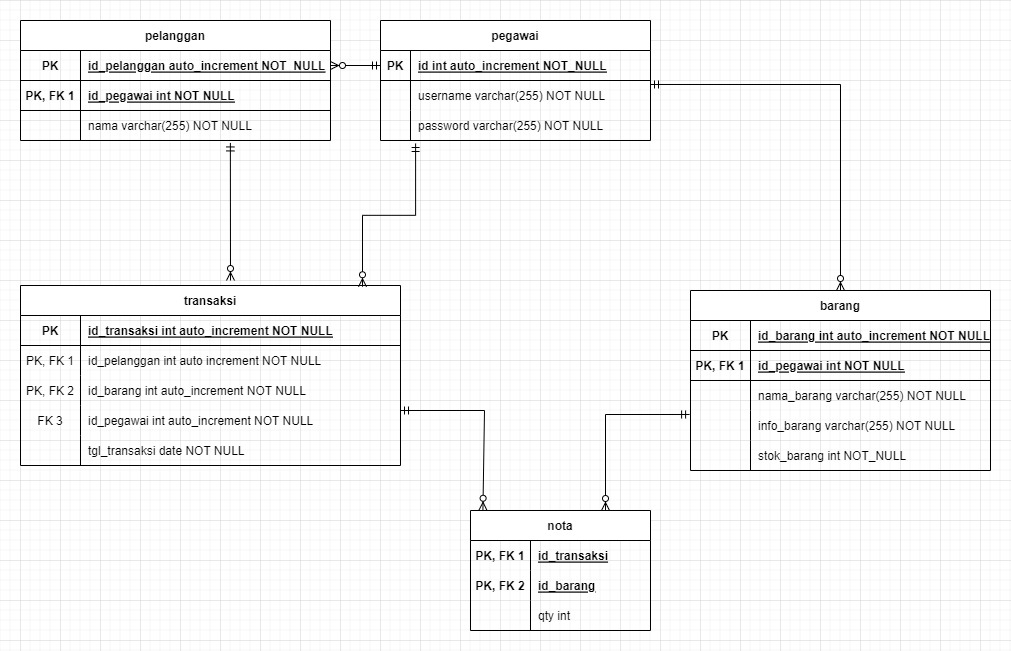 pelanggan
PK id_pelanggan auto_increment NOT NULL
PK, FK 1 id_pegawai int NOT NULL
nama varchar(255) NOT NULL
pegawai
PK id int auto_increment NOT_NULL
username varchar(255) NOT NULL
password varchar(255) NOT NULL
transaksi
PK id_transaksi int auto_increment NOT NULL
PK, FK 1 id_pelanggan int auto increment NOT NULL
PK, FK 2 id_barang int auto_increment NOT NULL
FK 3 id_pegawai int auto_increment NOT NULL
tgl_transaksi date NOT NULL
barang
PK id_barang int auto_increment NOT NULL
PK, FK 1 id_pegawai int NOT NULL
nama_barang varchar(255) NOT NULL
info_barang varchar(255) NOT NULL
stok_barang int NOT_NULL
nota
PK, FK 1 id_transaksi
PK, FK 2 id_barang
qty int